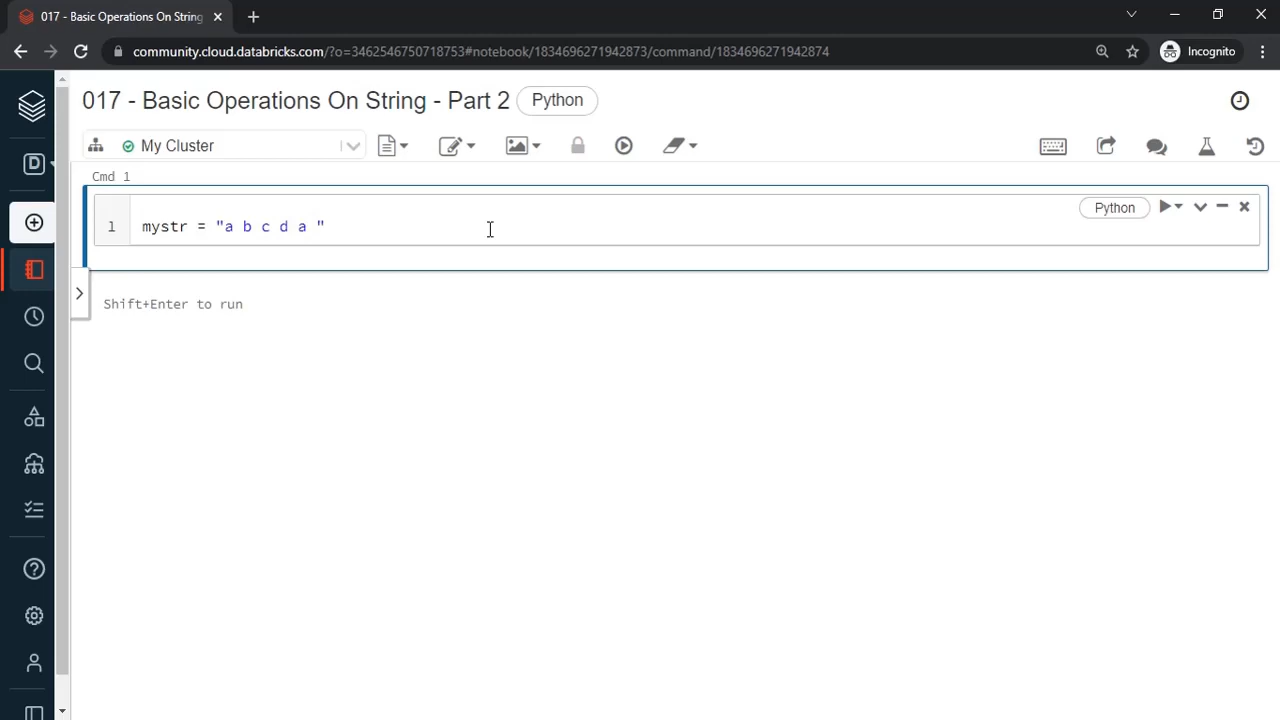 017 - Basic Operations On String
Incognito
community.cloud.databricks.com/?o=3462546750718753#notebook/1834696271942873/command/1834696271942874
017 - Basic Operations On String - Part 2
Python
D
My Cluster
Cmd 1
Python
1
mystr = "a b c d a "
Shift+Enter to run